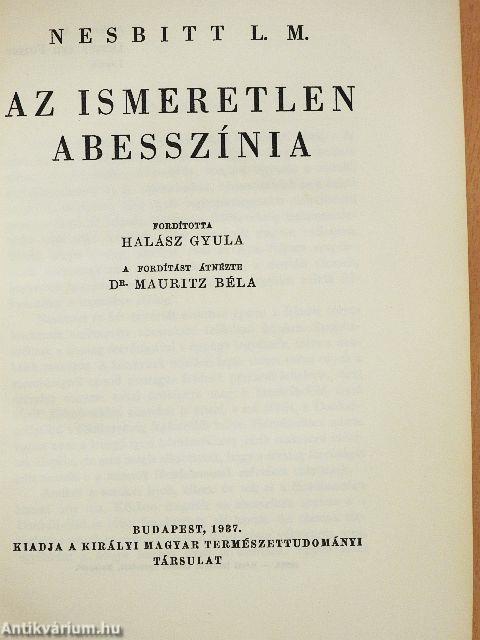 NESBITT L. M.
AZ ISMERETLEN
ABESSZÍNIA
FORDÍTOTTA
HALÁSZ GYULA
A FORDÍTÁST ÁTNÉZTE
DR. MAURITZ BÉLA
BUDAPEST, 1937.
KIADJA A KIRÁLYI MAGYAR TERMÉSZETTUDOMÁNYI
TÁRSULAT
Antikvárium.hu